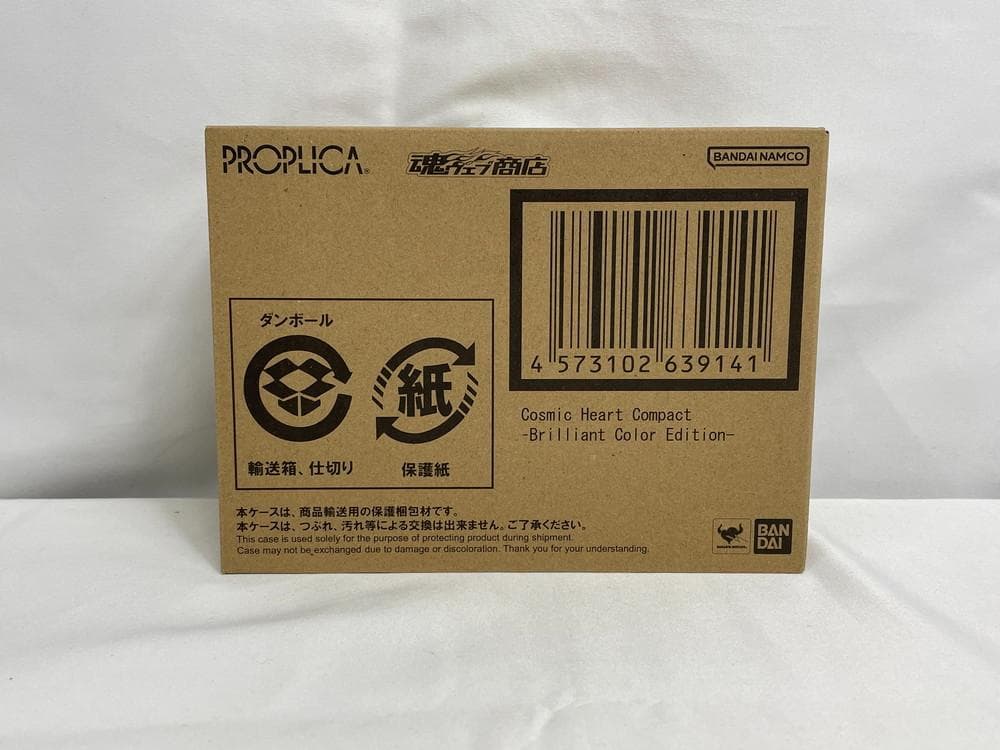 PROPLICA®
魂ウェブ商店
BANDAI NAMCO
4 573102 639141
Cosmic Heart Compact
-Brilliant Color Edition-
ダンボール
紙
輸送箱、仕切り
保護紙
本ケースは、商品輸送用の保護梱包材です。
本ケースは、つぶれ、汚れ等による交換は出来ません。ご了承ください。
This case is used solely for the purpose of protecting product during shipment.
Case may not be exchanged due to damage or discoloration. Thank you for your understanding.
BAN
DAI